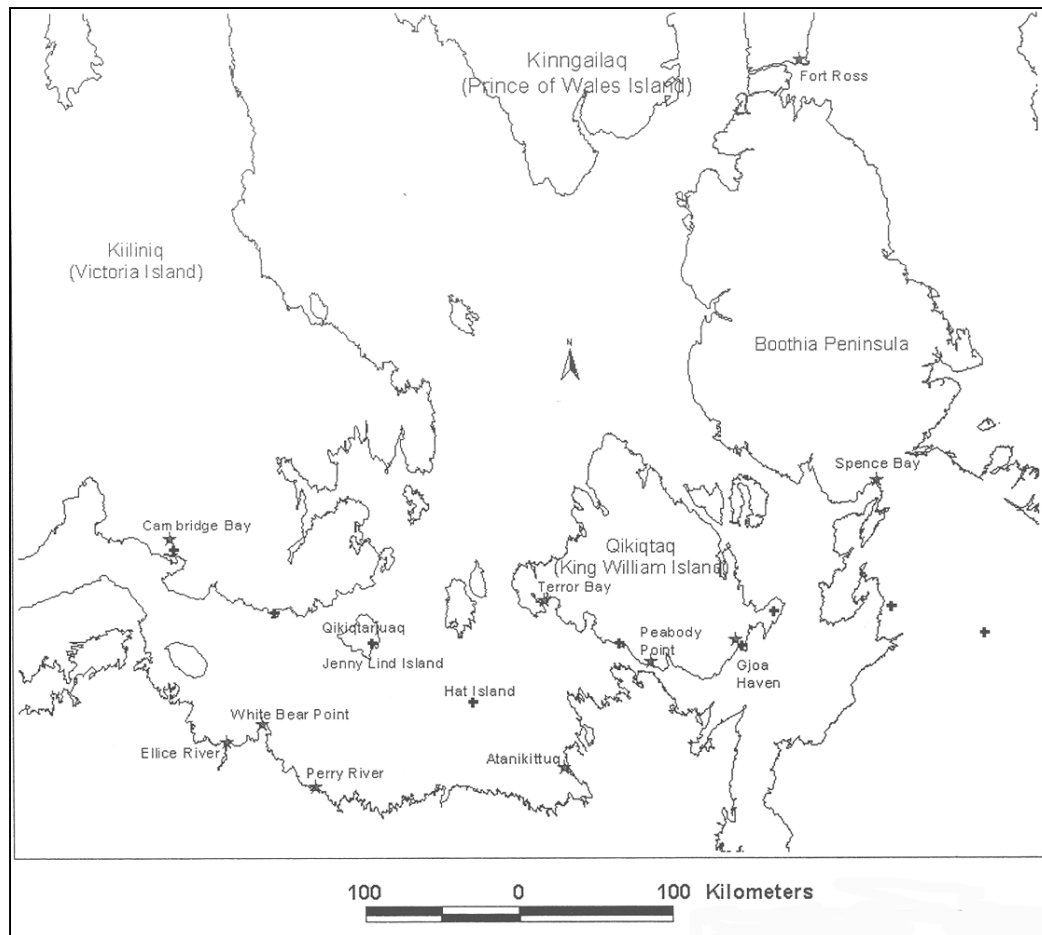 Kinngailaq
(Prince of Wales Island)
Fort Ross
Kiiliniq
(Victoria Island)
N
Boothia Peninsula
Spence Bay
Cambridge Bay
Qikiqtaq
(King William Island)
Terror Bay
Qikiqtarjuaq
Jenny Lind Island
Peabody
Point
Gjoa
Haven
Hat Island
White Bear Point
Ellice River
Atanikittuq
Perry River
100 0 100 Kilometers